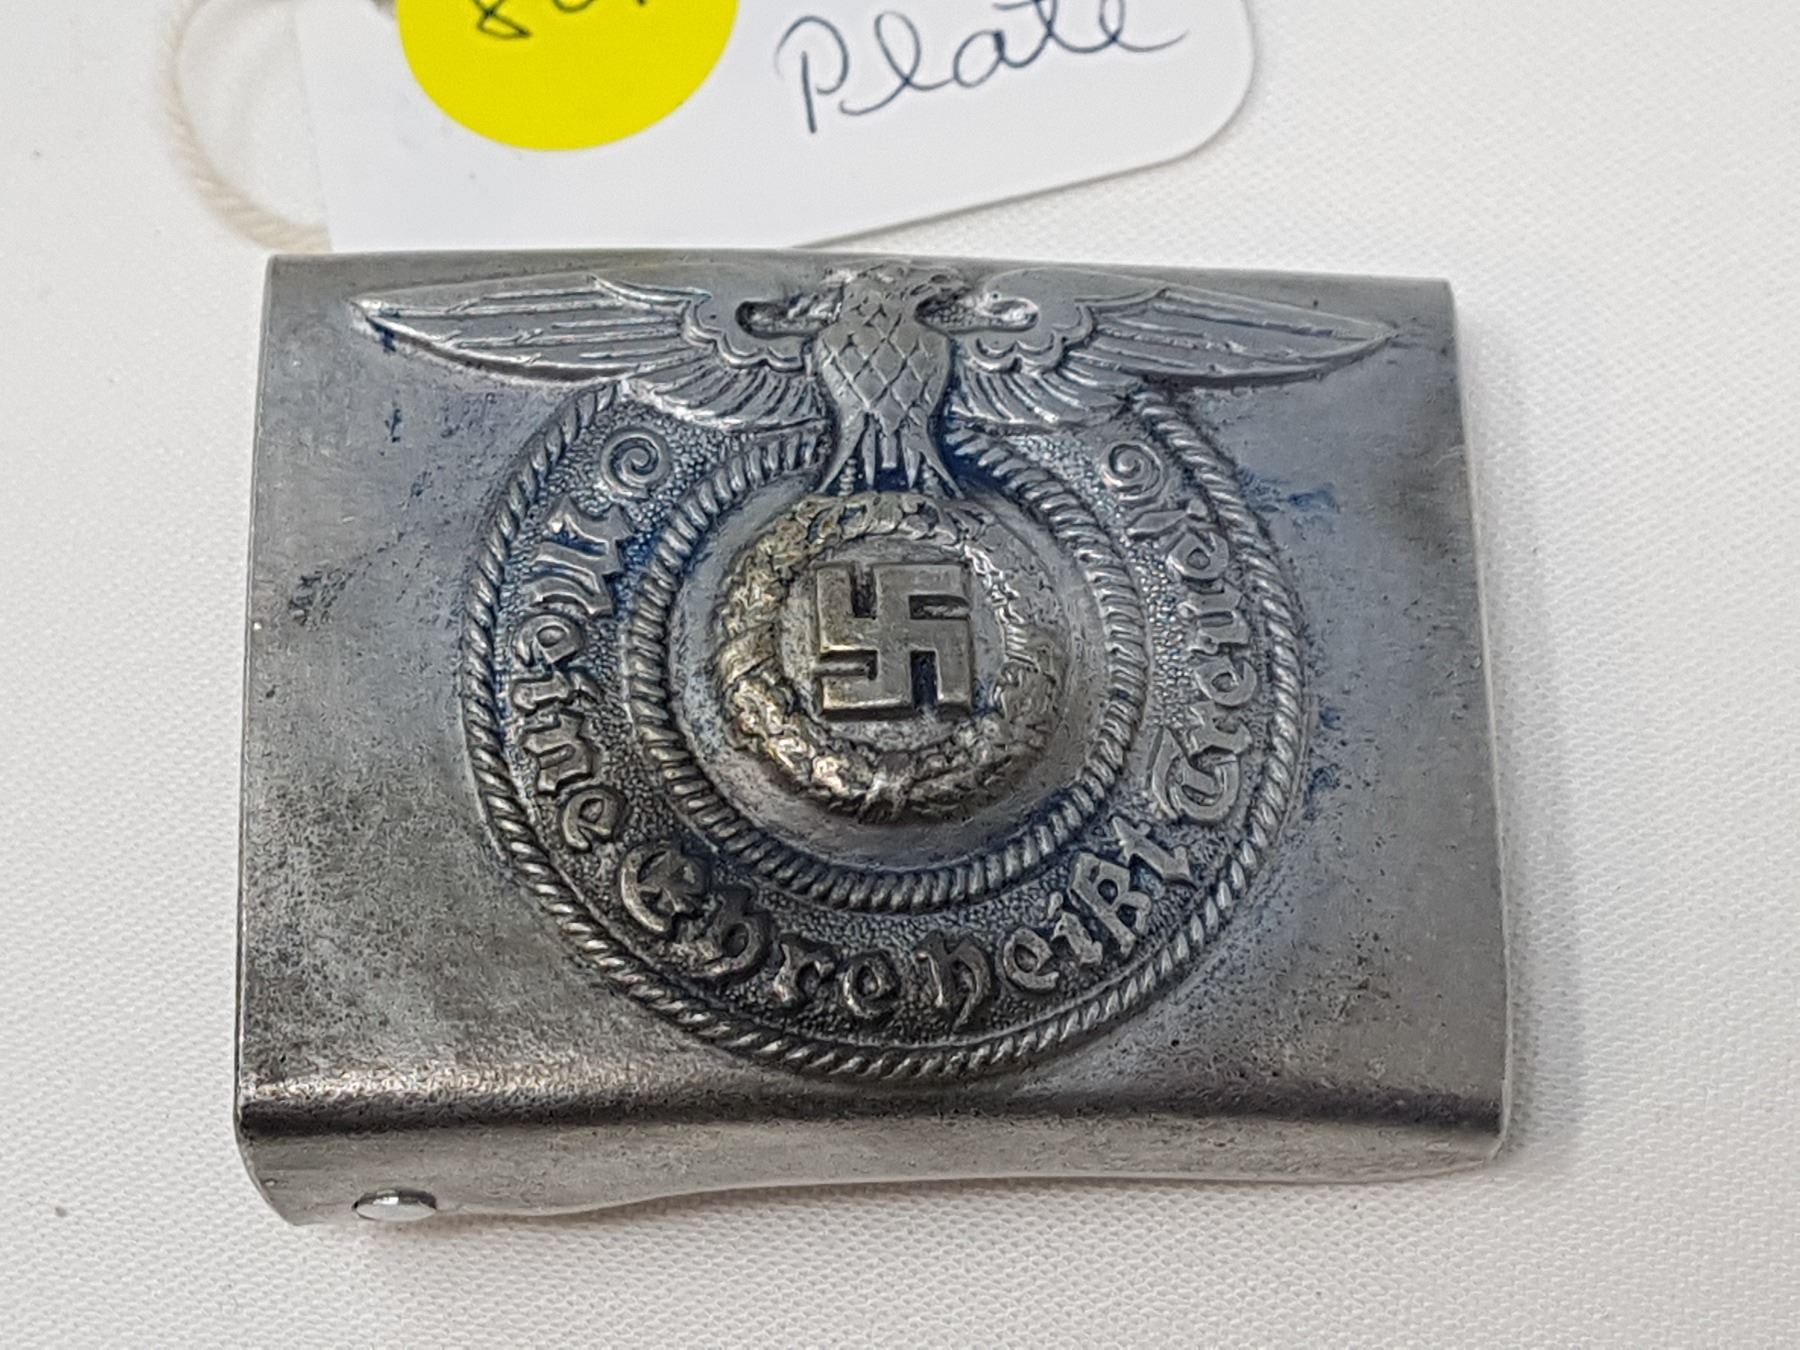 Plate
Meine Ehre heißt Treue